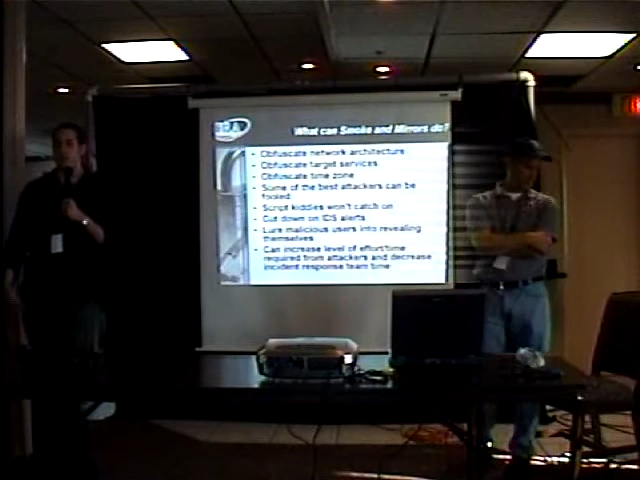 What can Smoke and Mirrors do?
- Obfuscate network architecture
- Obfuscate target services
- Obfuscate time zone
- Some of the best attackers can be
fooled
- Script kiddies won't catch on
- Cut down on IDS alerts
- Lure malicious users into revealing
themselves
- Can increase level of effort/time
required from attackers and decrease
incident response team time